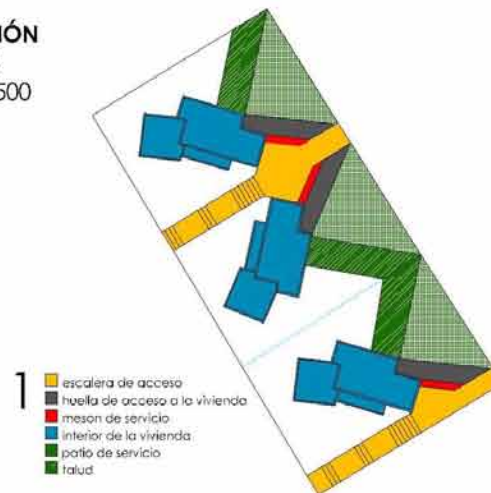 IÓN
500
1
escalera de acceso
huella de acceso a la vivienda
meson de servicio
interior de la vivienda
patio de servicio
talud